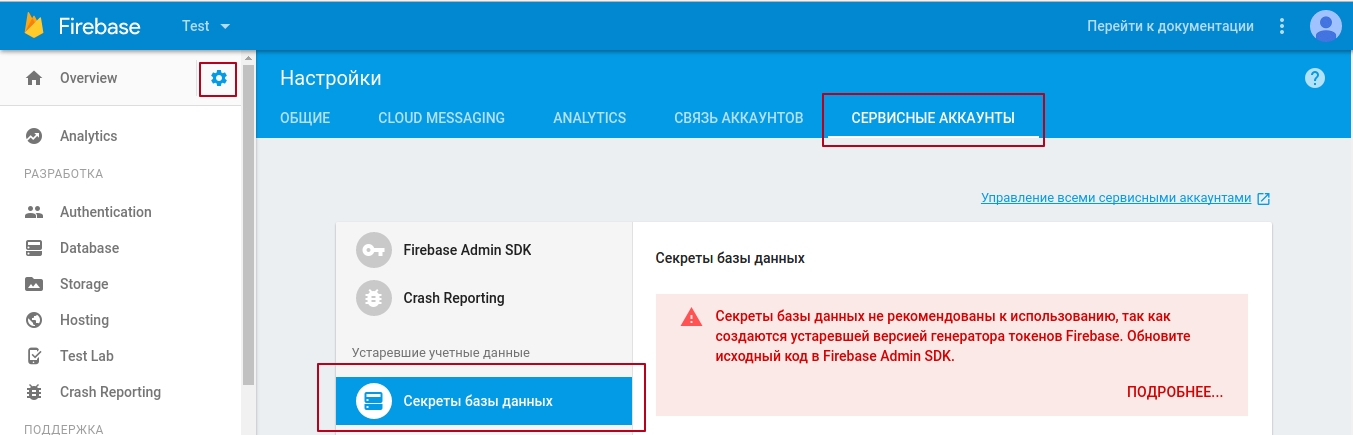 Firebase
Test
Перейти к документации
Overview
Настройки
?
ОБЩИЕ
CLOUD MESSAGING
ANALYTICS
СВЯЗЬ АККАУНТОВ
СЕРВИСНЫЕ АККАУНТЫ
Analytics
РАЗРАБОТКА
Authentication
Database
Storage
Hosting
Test Lab
Crash Reporting
ПОДДЕРЖКА
Управление всеми сервисными аккаунтами
Firebase Admin SDK
Crash Reporting
Устаревшие учетные данные
Секреты базы данных
Секреты базы данных
Секреты базы данных не рекомендованы к использованию, так как
создаются устаревшей версией генератора токенов Firebase. Обновите
исходный код в Firebase Admin SDK.
ПОДРОБНЕЕ...